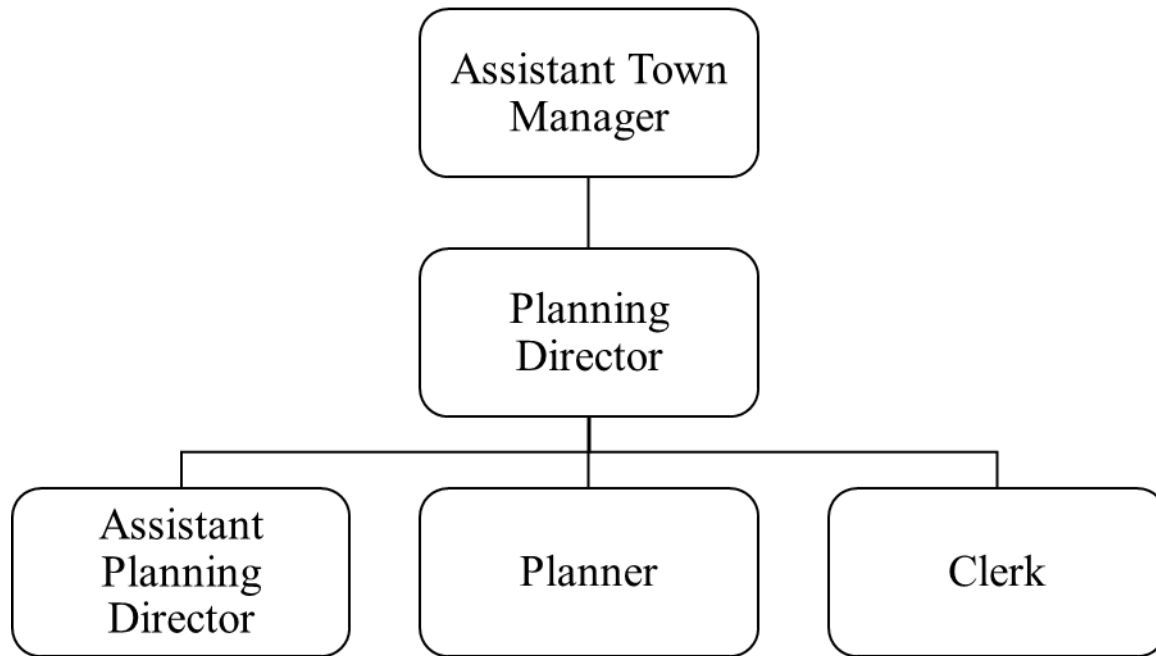 Assistant Town
Manager
Planning
Director
Assistant
Planning
Director
Planner
Clerk